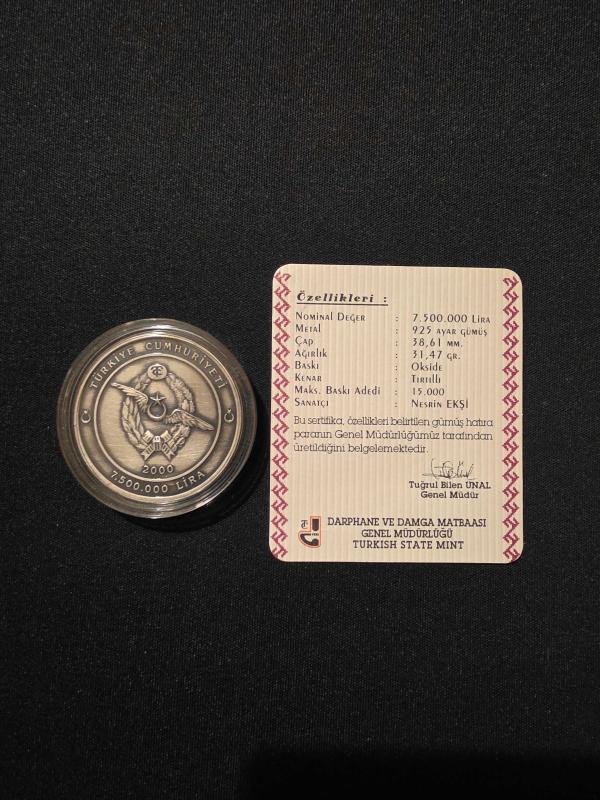 TÜRKİYE CUMHURİYETİ
TC
2000
7.500.000 LİRA
Özellikleri :
Nominal Değer : 7.500.000 Lira
Metal : 925 ayar gümüş
Çap : 38,61 mm.
Ağırlık : 31,47 gr.
Baskı : Okside
Kenar : Tırtıllı
Maks. Baskı Adedi : 15.000
Sanatçı : Nesrin EKŞİ
Bu sertifika, özellikleri belirtilen gümüş hatıra
paranın Genel Müdürlüğümüz tarafından
üretildiğini belgelemektedir.
Tuğrul Bilen ÜNAL
Genel Müdür
DARPHANE VE DAMGA MATBAASI
GENEL MÜDÜRLÜĞÜ
TURKISH STATE MINT